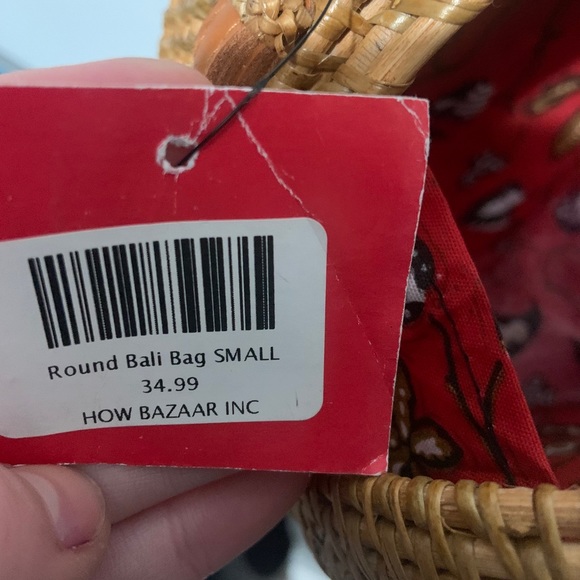 Round Bali Bag SMALL
34.99
HOW BAZAAR INC